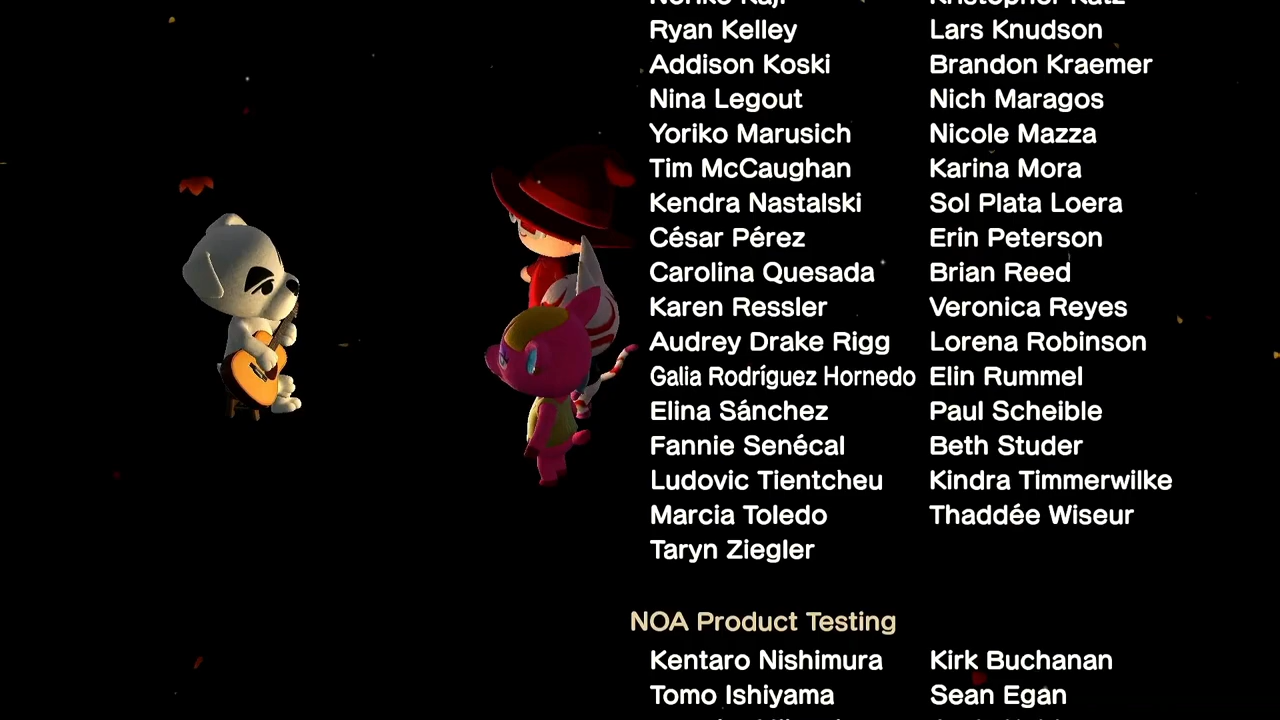 Noriko Kaji Kristopher Katz
Ryan Kelley Lars Knudson
Addison Koski Brandon Kraemer
Nina Legout Nich Maragos
Yoriko Marusich Nicole Mazza
Tim McCaughan Karina Mora
Kendra Nastalski Sol Plata Loera
César Pérez Erin Peterson
Carolina Quesada Brian Reed
Karen Ressler Veronica Reyes
Audrey Drake Rigg Lorena Robinson
Galia Rodríguez Hornedo Elin Rummel
Elina Sánchez Paul Scheible
Fannie Senécal Beth Studer
Ludovic Tientcheu Kindra Timmerwilke
Marcia Toledo Thaddée Wiseur
Taryn Ziegler
NOA Product Testing
Kentaro Nishimura Kirk Buchanan
Tomo Ishiyama Sean Egan